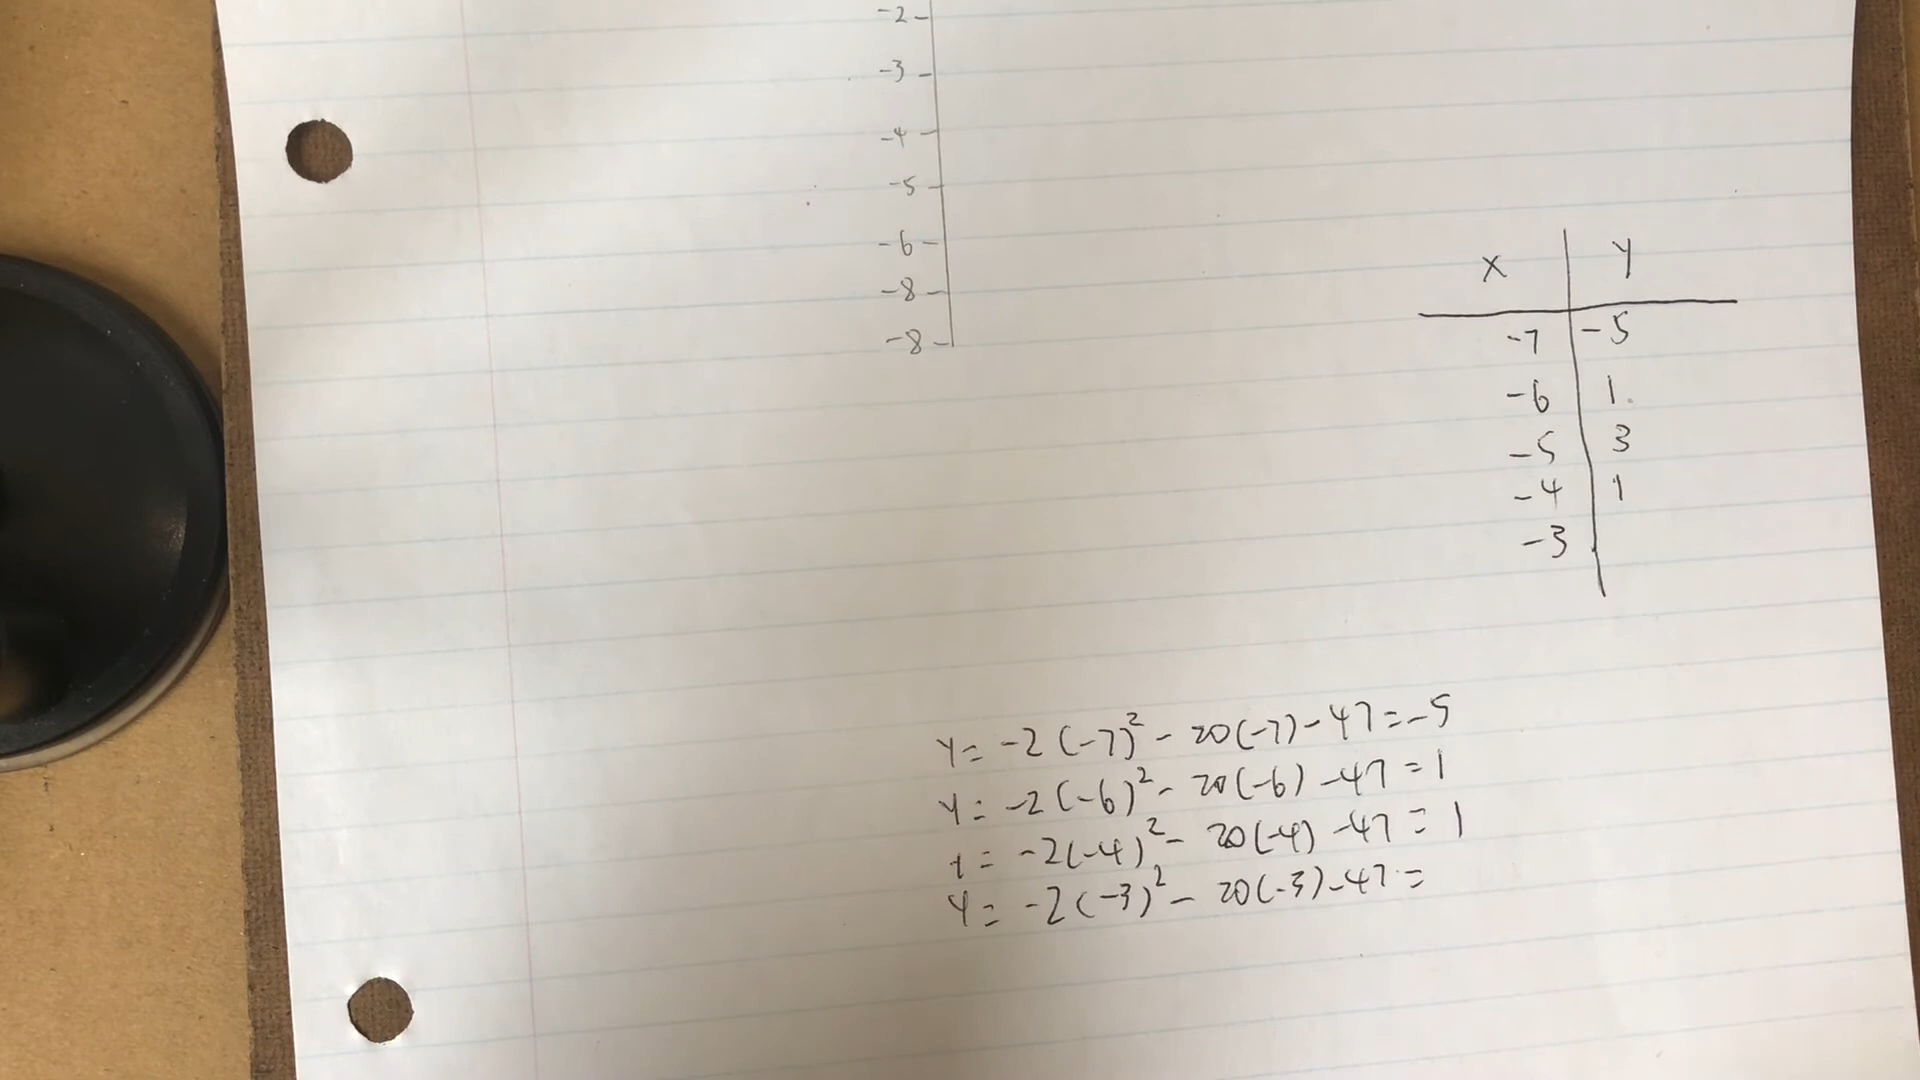 -2
-3
-4
-5
-6
-8
-8
x y
-7 -5
-6 1
-5 3
-4 1
-3
y = -2(-7)² - 20(-7) - 47 = -5
y = -2(-6)² - 20(-6) - 47 = 1
y = -2(-4)² - 20(-4) - 47 = 1
y = -2(-3)² - 20(-3) - 47 =